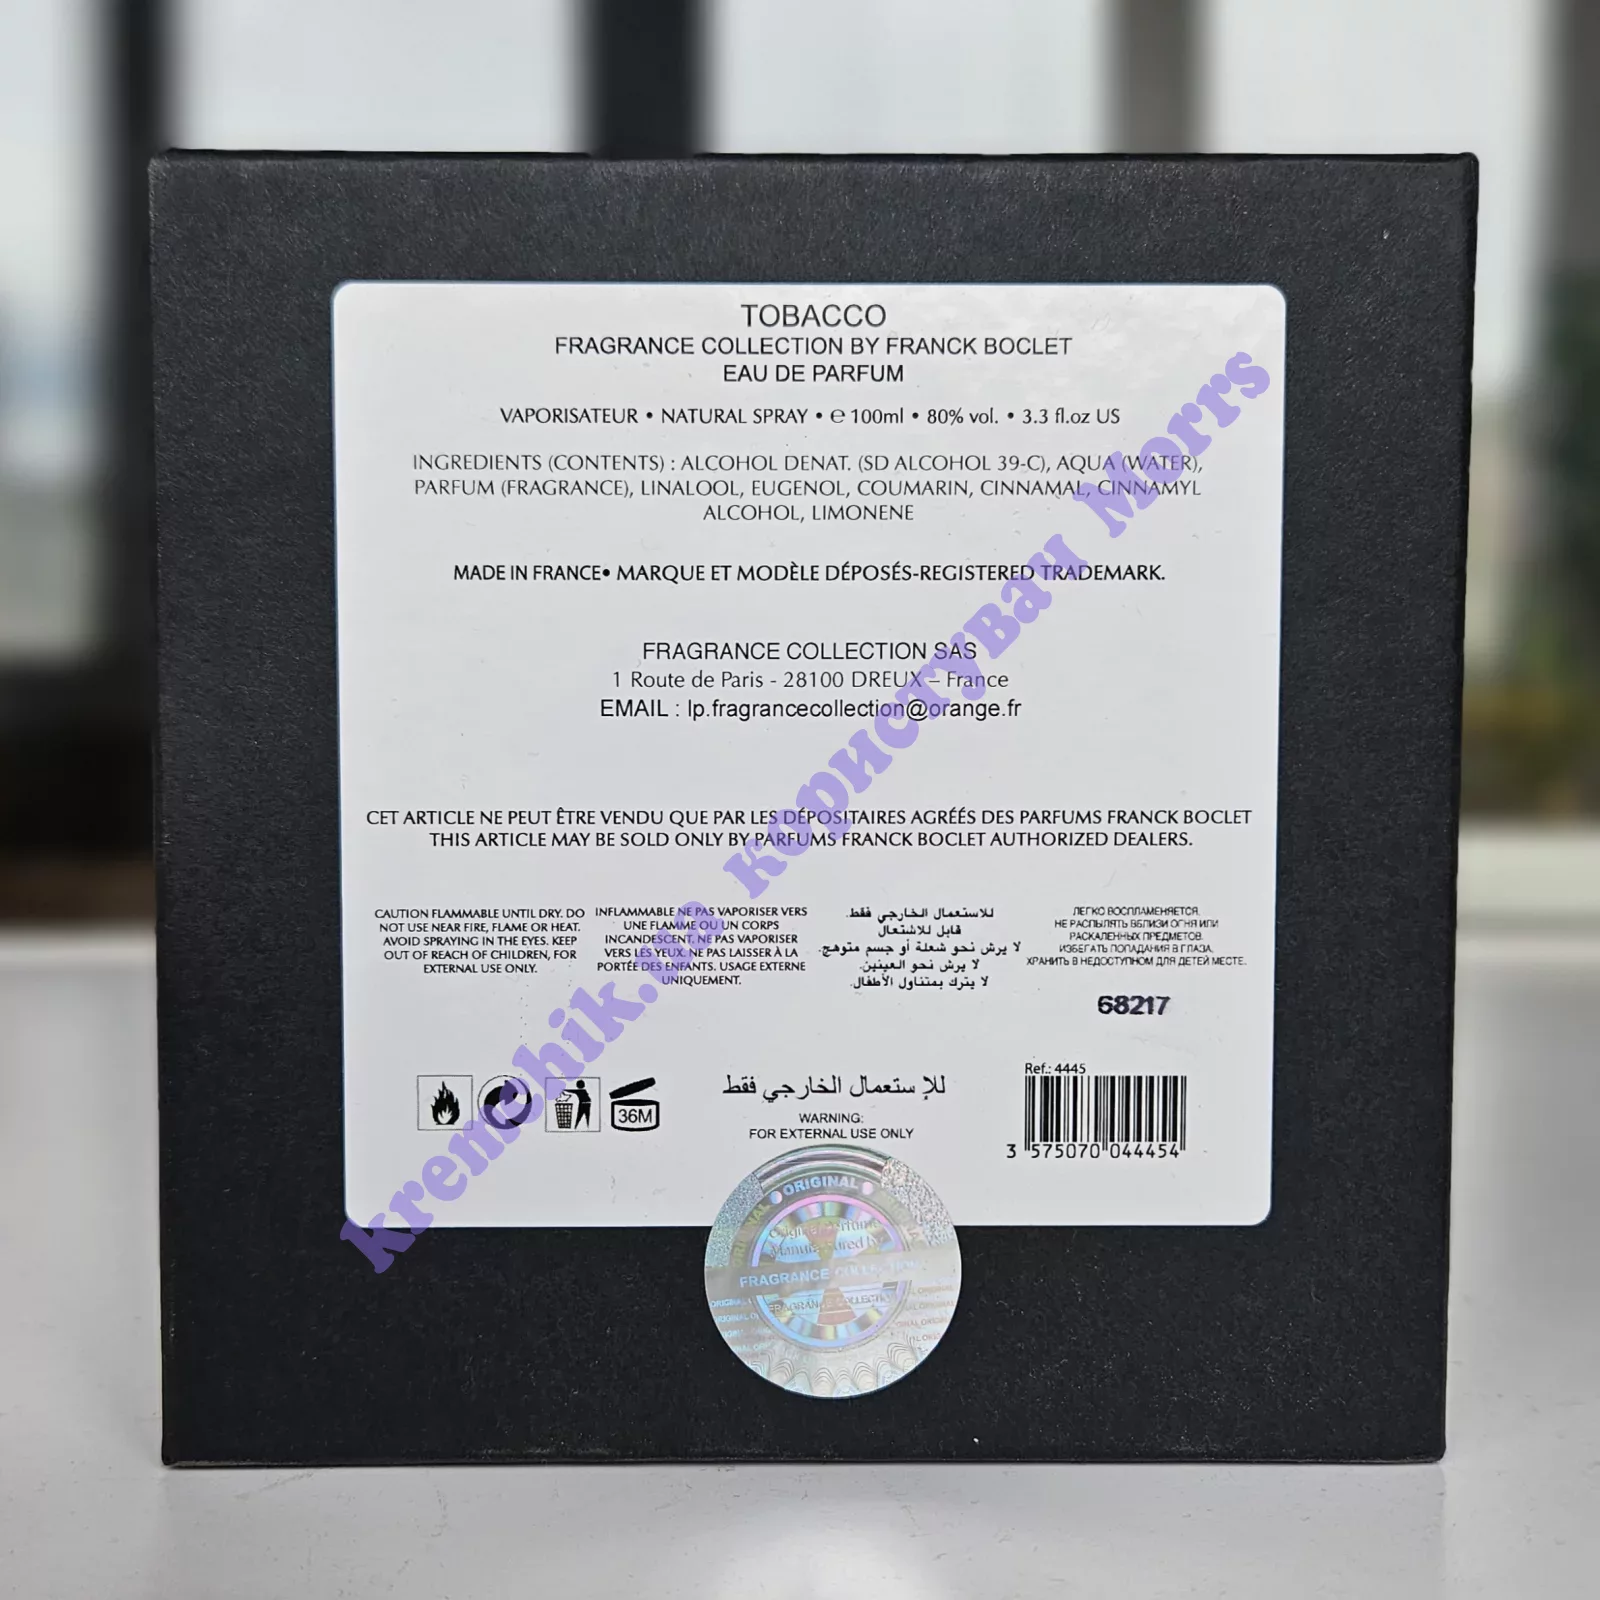 TOBACCO
FRAGRANCE COLLECTION BY FRANCK BOCLET
EAU DE PARFUM
VAPORISATEUR • NATURAL SPRAY • ℮ 100ml • 80% vol. • 3.3 fl.oz US
INGREDIENTS (CONTENTS) : ALCOHOL DENAT. (SD ALCOHOL 39-C), AQUA (WATER),
PARFUM (FRAGRANCE), LINALOOL, EUGENOL, COUMARIN, CINNAMAL, CINNAMYL
ALCOHOL, LIMONENE
MADE IN FRANCE• MARQUE ET MODÈLE DÉPOSÉS-REGISTERED TRADEMARK.
FRAGRANCE COLLECTION SAS
1 Route de Paris - 28100 DREUX – France
EMAIL : lp.fragrancecollection@orange.fr
CET ARTICLE NE PEUT ÊTRE VENDU QUE PAR LES DÉPOSITAIRES AGRÉÉS DES PARFUMS FRANCK BOCLET
THIS ARTICLE MAY BE SOLD ONLY BY PARFUMS FRANCK BOCLET AUTHORIZED DEALERS.
CAUTION FLAMMABLE UNTIL DRY. DO
NOT USE NEAR FIRE, FLAME OR HEAT.
AVOID SPRAYING IN THE EYES. KEEP
OUT OF REACH OF CHILDREN, FOR
EXTERNAL USE ONLY.
INFLAMMABLE NE PAS VAPORISER VERS
UNE FLAMME OU UN CORPS
INCANDESCENT. NE PAS VAPORISER
VERS LES YEUX. NE PAS LAISSER À LA
PORTÉE DES ENFANTS. USAGE EXTERNE
UNIQUEMENT.
للاستعمال الخارجي فقط.
قابل للاشتعال
لا يرش نحو شعلة أو جسم متوهج.
لا يرش نحو العينين.
لا يترك بمتناول الأطفال.
ЛЕГКО ВОСПЛАМЕНЯЕТСЯ.
НЕ РАСПЫЛЯТЬ ВБЛИЗИ ОГНЯ ИЛИ
РАСКАЛЕННЫХ ПРЕДМЕТОВ.
ИЗБЕГАТЬ ПОПАДАНИЯ В ГЛАЗА.
ХРАНИТЬ В НЕДОСТУПНОМ ДЛЯ ДЕТЕЙ МЕСТЕ.
68217
36M
للإ ستعمال الخارجي فقط
WARNING:
FOR EXTERNAL USE ONLY
Ref.: 4445
3 575070 044454
ORIGINAL
Original Perfume
Manufactured by
FRAGRANCE COLLECTION
FRAGRANCE COLLECTION
kremchik.ua користувач Morrs